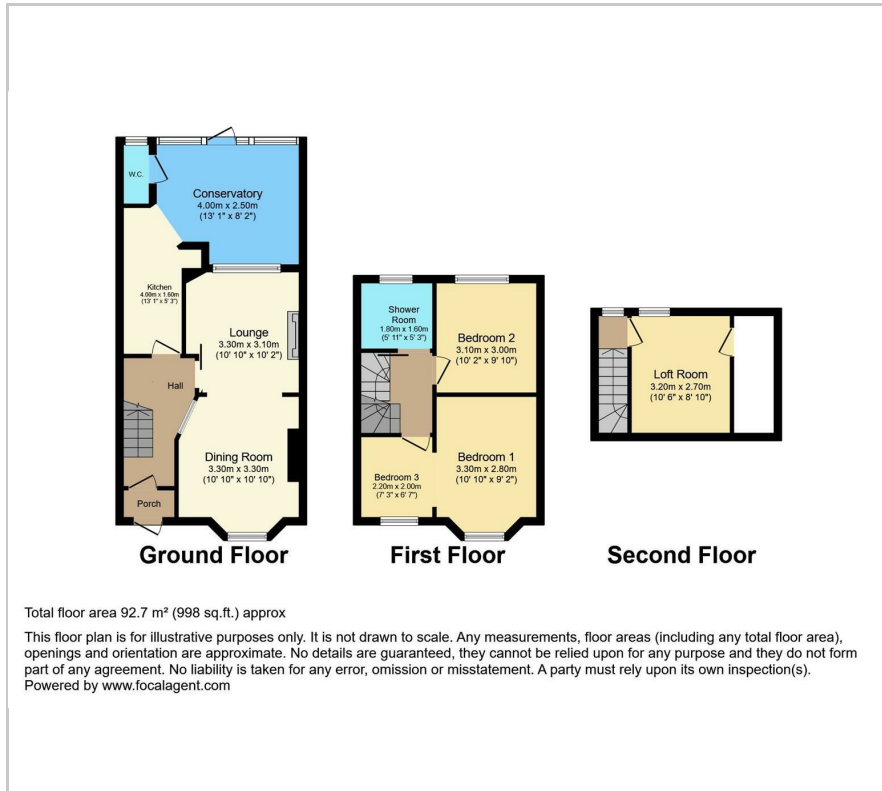 W.C.
Conservatory
4.00m x 2.50m
(13' 1" x 8' 2")
Kitchen
4.00m x 1.60m
(13' 1" x 5' 3")
Lounge
3.30m x 3.10m
(10' 10" x 10' 2")
Hall
Dining Room
3.30m x 3.30m
(10' 10" x 10' 10")
Porch
Ground Floor
Shower
Room
1.80m x 1.60m
(5' 11" x 5' 3")
Bedroom 2
3.10m x 3.00m
(10' 2" x 9' 10")
Bedroom 1
3.30m x 2.80m
(10' 10" x 9' 2")
Bedroom 3
2.20m x 2.00m
(7' 3" x 6' 7")
First Floor
Loft Room
3.20m x 2.70m
(10' 6" x 8' 10")
Second Floor
Total floor area 92.7 m² (998 sq.ft.) approx
This floor plan is for illustrative purposes only. It is not drawn to scale. Any measurements, floor areas (including any total floor area),
openings and orientation are approximate. No details are guaranteed, they cannot be relied upon for any purpose and they do not form
part of any agreement. No liability is taken for any error, omission or misstatement. A party must rely upon its own inspection(s).
Powered by www.focalagent.com